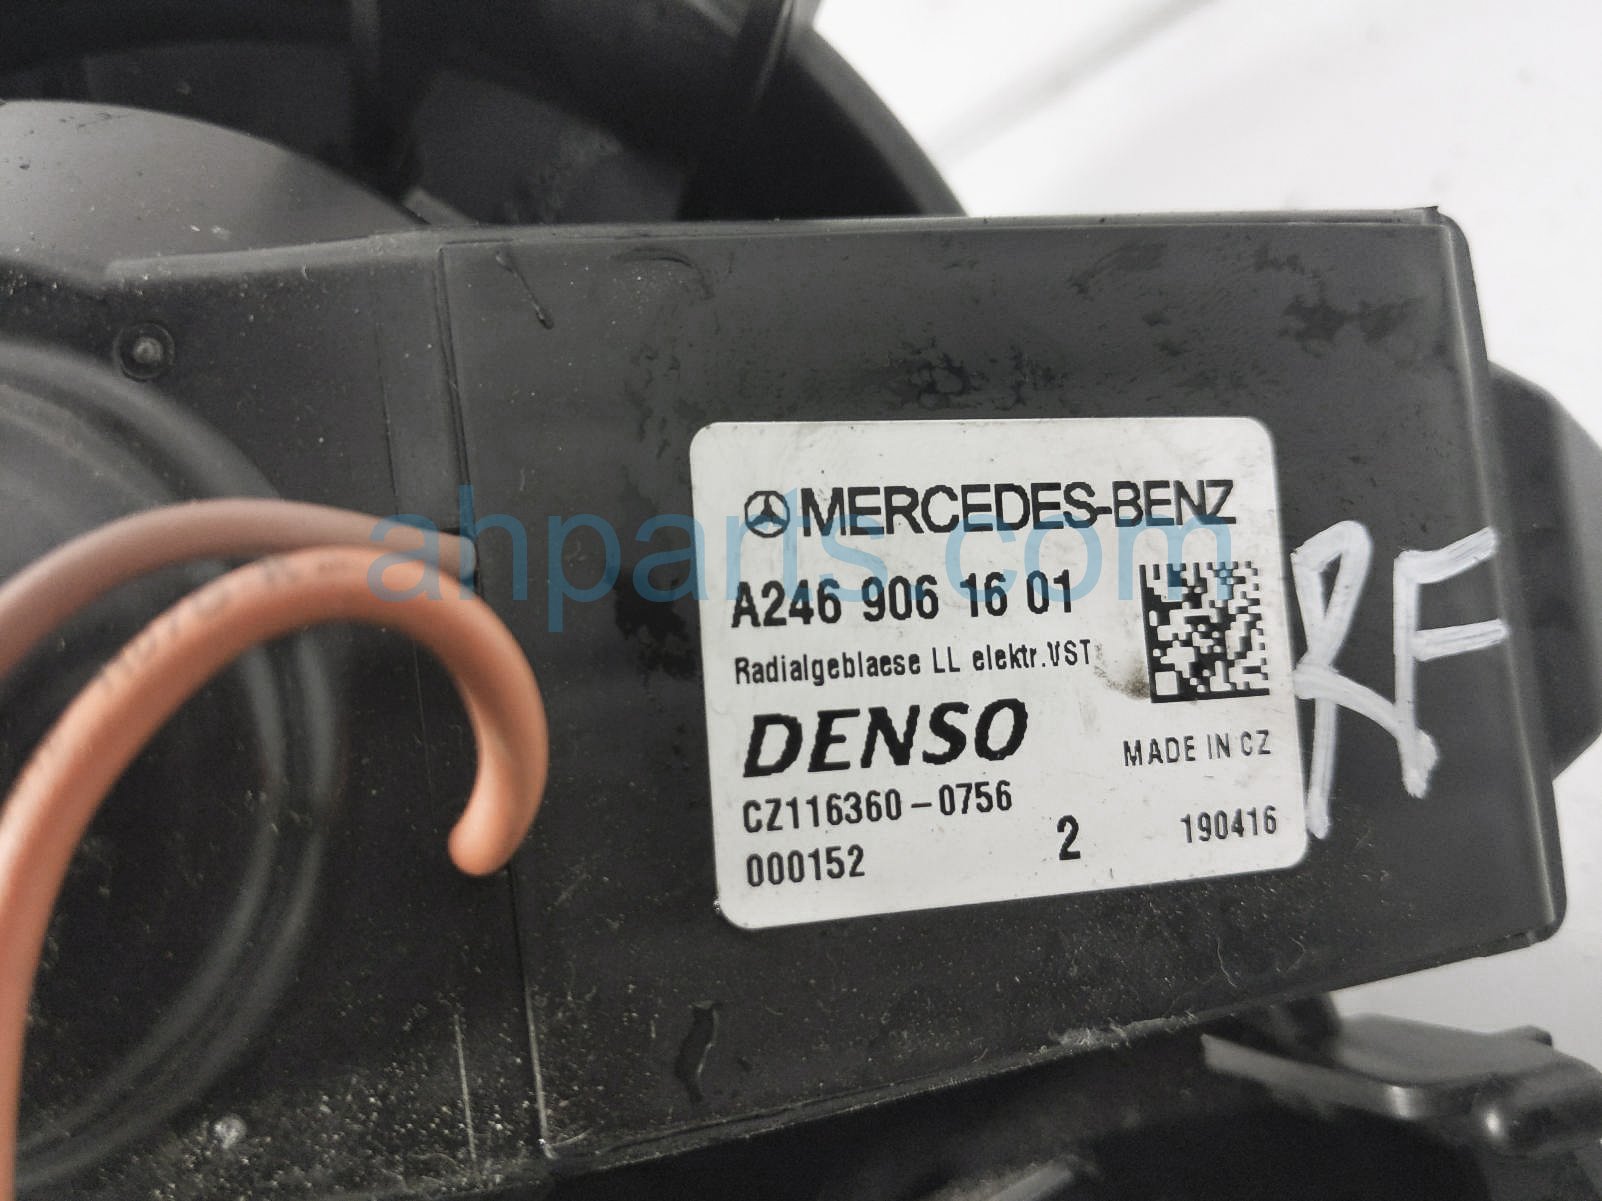 MERCEDES-BENZ
A246 906 16 01
Radialgeblaese LL elektr.VST
DENSO
MADE IN CZ
CZ116360-0756
000152
2
190416
RF
ahparts.com